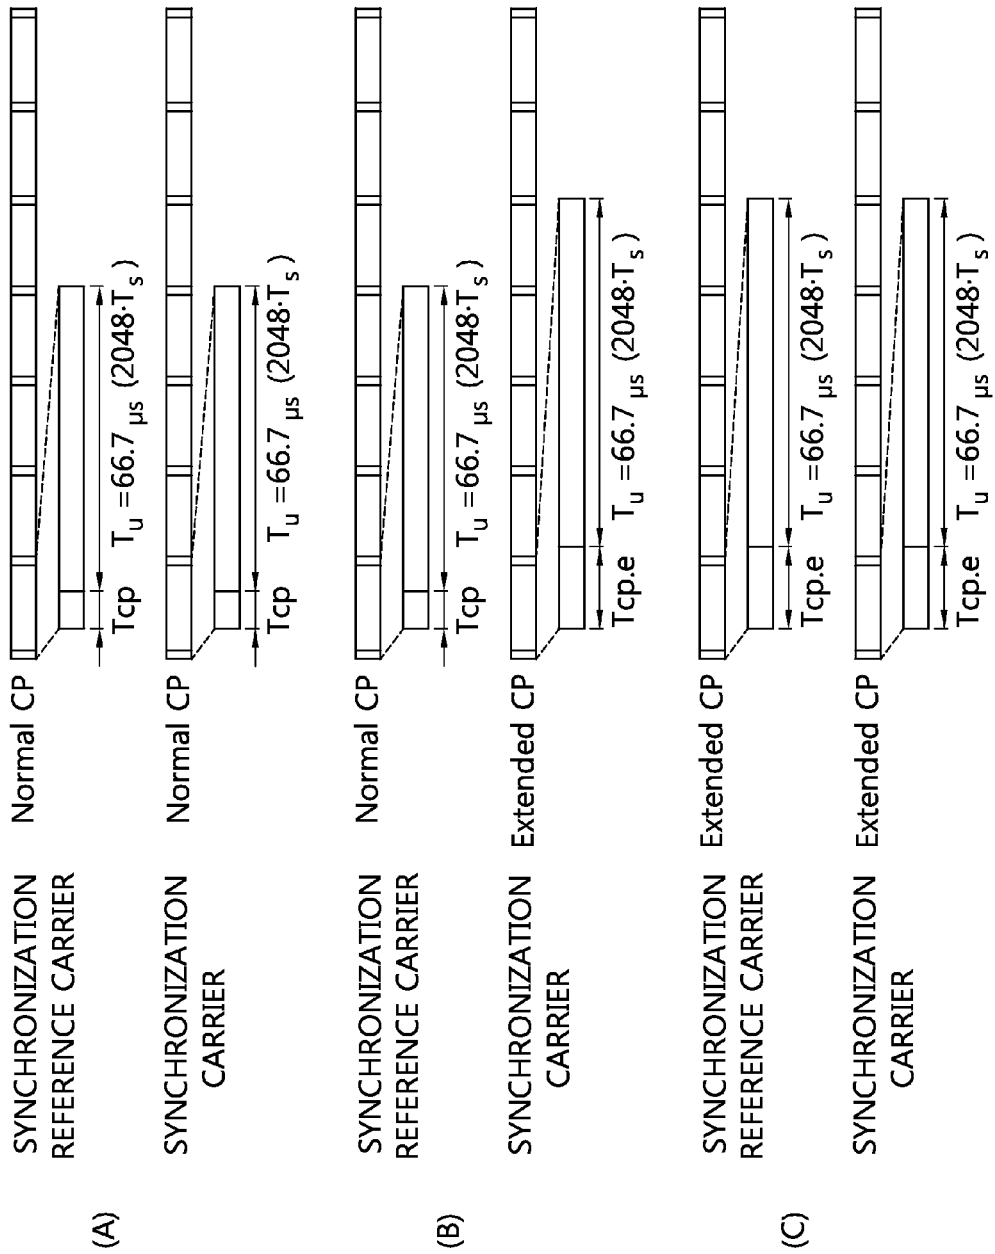 (A)
SYNCHRONIZATION
REFERENCE CARRIER
Normal CP
Tcp
T_u = 66.7 μs (2048·T_s)
SYNCHRONIZATION
CARRIER
Normal CP
Tcp
T_u = 66.7 μs (2048·T_s)
(B)
SYNCHRONIZATION
REFERENCE CARRIER
Normal CP
Tcp
T_u = 66.7 μs (2048·T_s)
SYNCHRONIZATION
CARRIER
Extended CP
Tcp.e
T_u = 66.7 μs (2048·T_s)
(C)
SYNCHRONIZATION
REFERENCE CARRIER
Extended CP
Tcp.e
T_u = 66.7 μs (2048·T_s)
SYNCHRONIZATION
CARRIER
Extended CP
Tcp.e
T_u = 66.7 μs (2048·T_s)